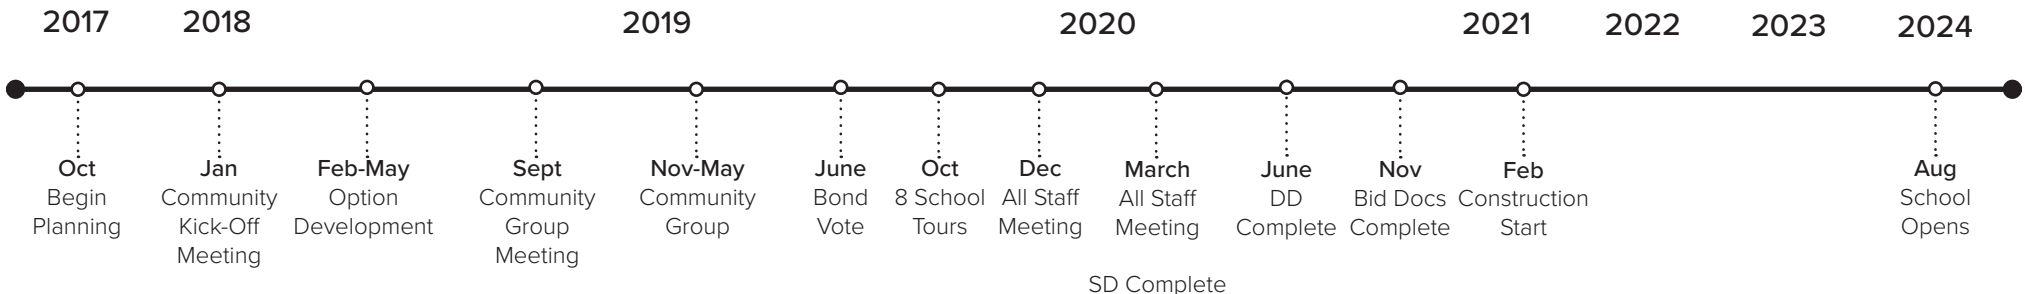 2017
2018
2019
2020
2021
2022
2023
2024
Oct
Begin
Planning
Jan
Community
Kick-Off
Meeting
Feb-May
Option
Development
Sept
Community
Group
Meeting
Nov-May
Community
Group
June
Bond
Vote
Oct
8 School
Tours
Dec
All Staff
Meeting
March
All Staff
Meeting
SD Complete
June
DD
Complete
Nov
Bid Docs
Complete
Feb
Construction
Start
Aug
School
Opens